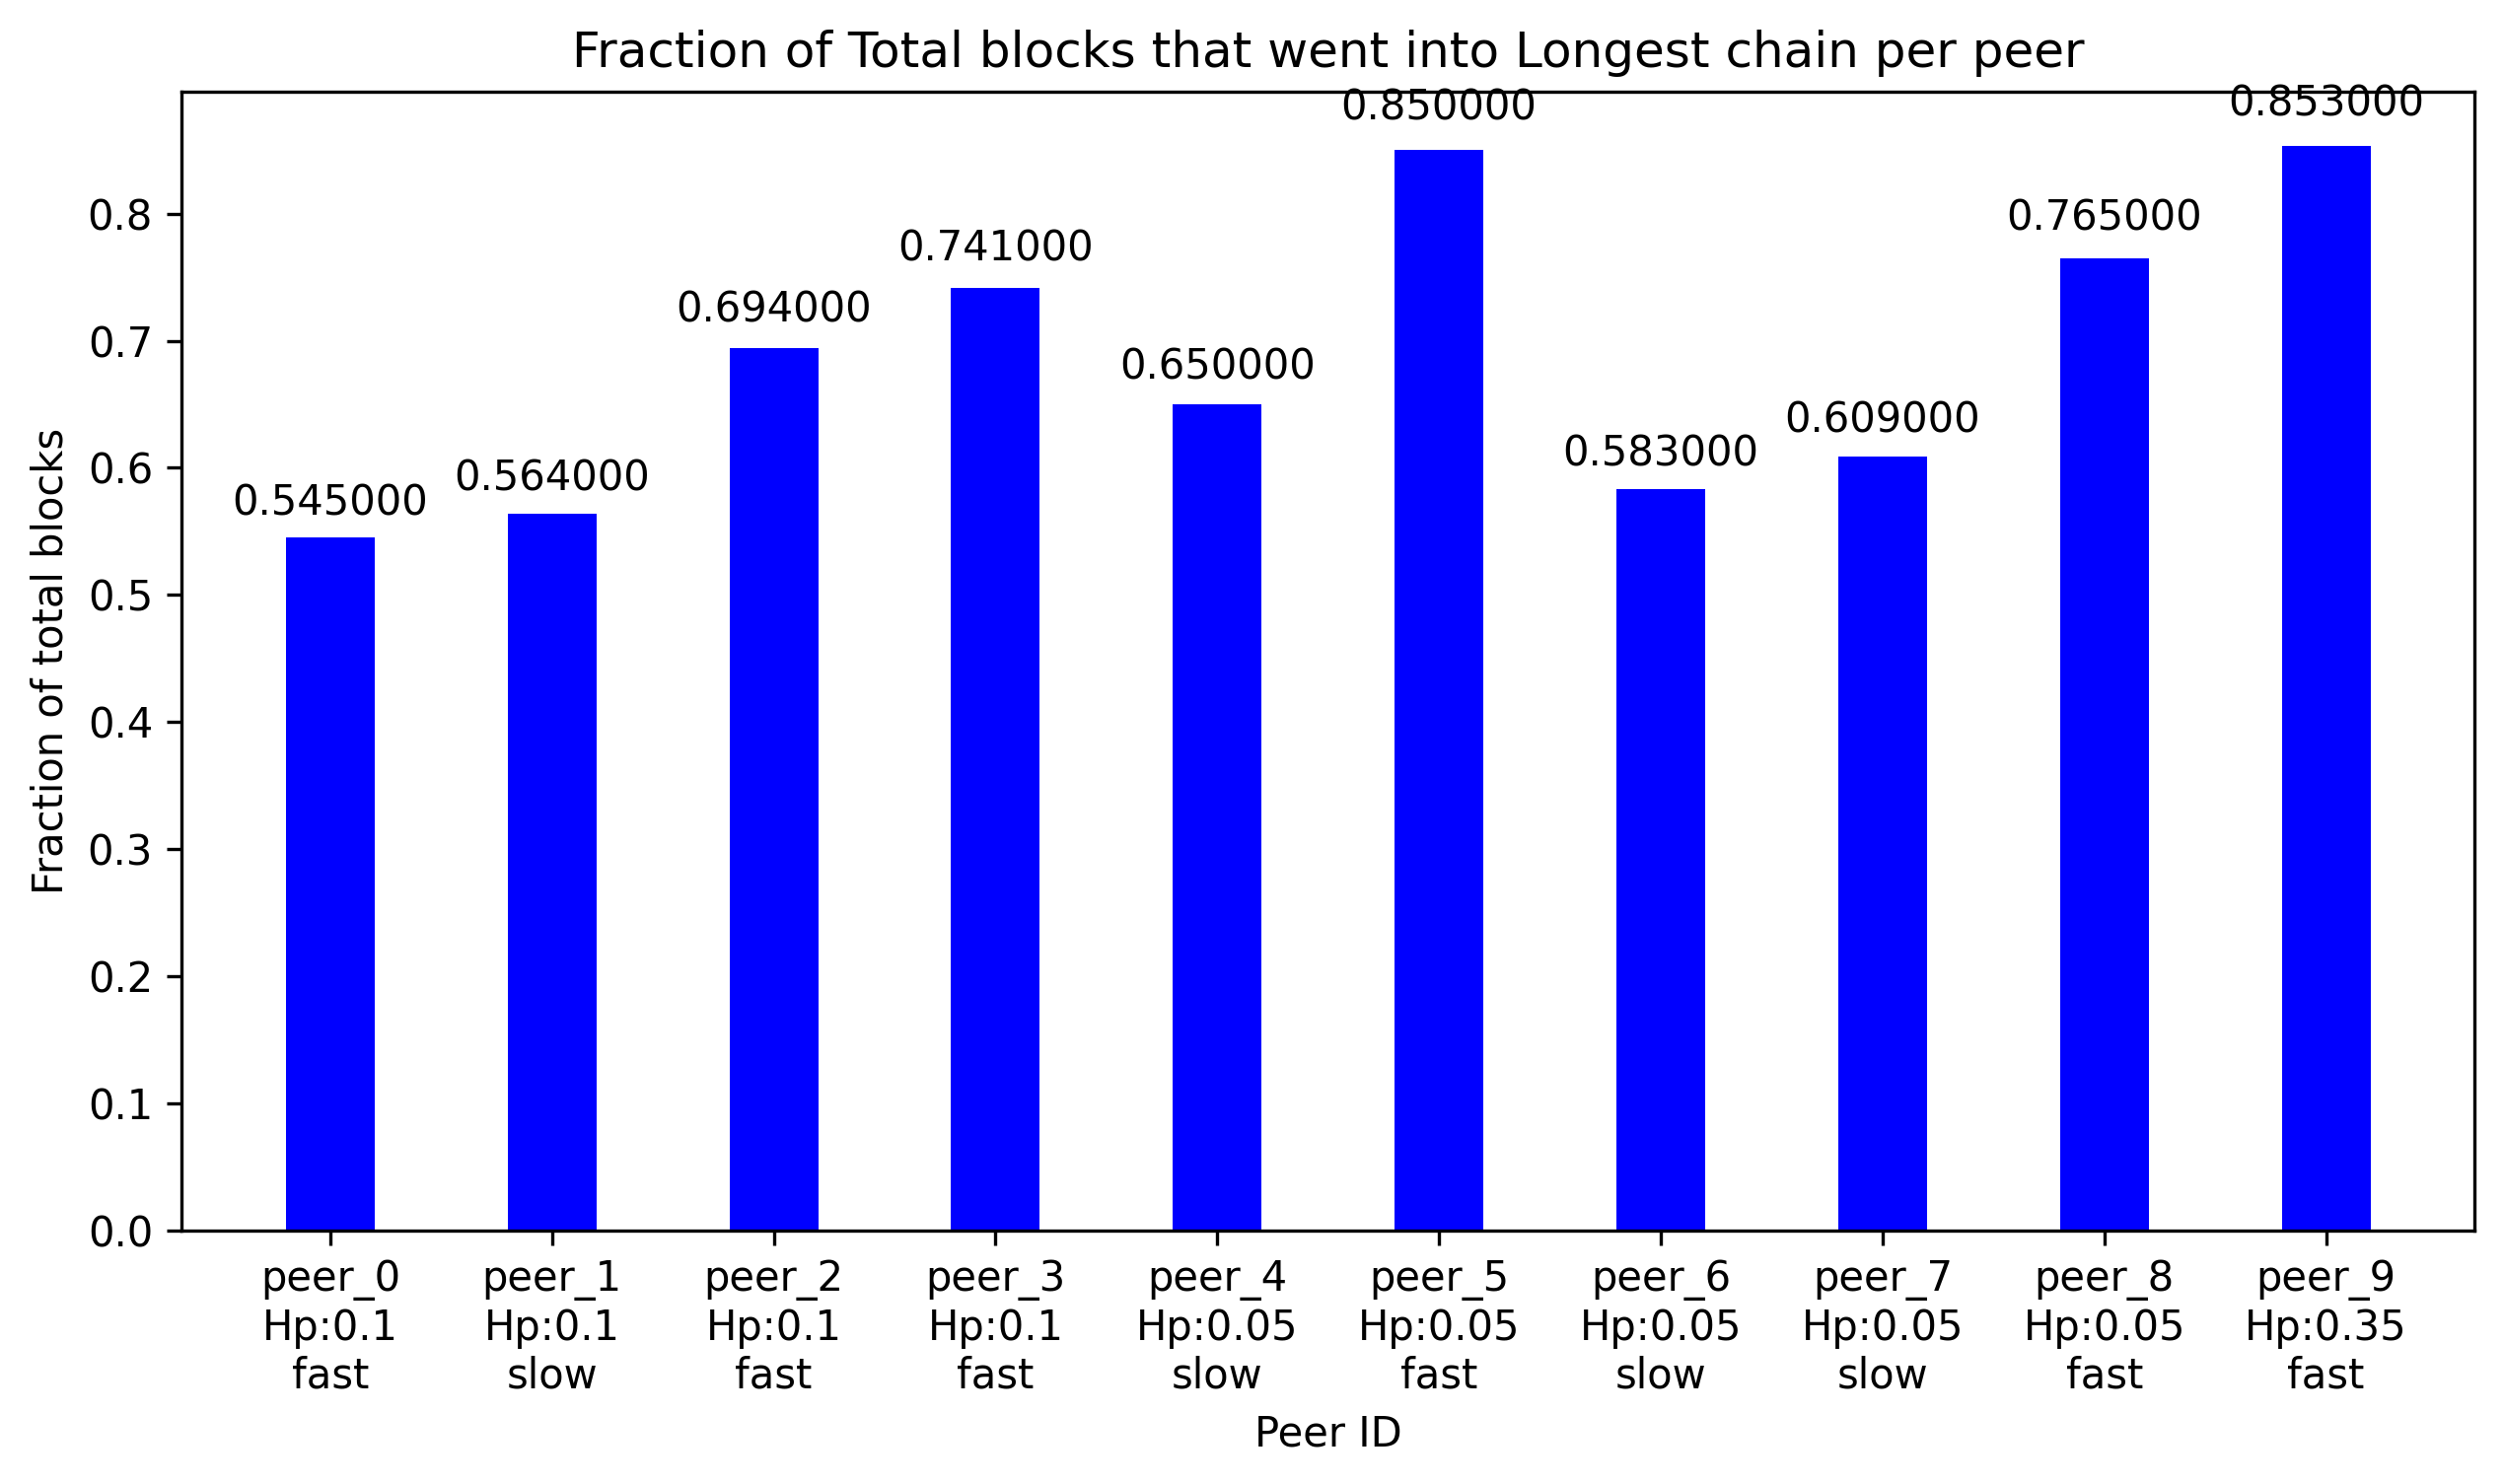 Fraction of Total blocks that went into Longest chain per peer
0.850000
0.853000
0.765000
0.741000
0.694000
0.650000
0.609000
0.583000
0.564000
0.545000
Fraction of total blocks
0.8
0.7
0.6
0.5
0.4
0.3
0.2
0.1
0.0
peer_0
Hp:0.1
fast
peer_1
Hp:0.1
slow
peer_2
Hp:0.1
fast
peer_3
Hp:0.1
fast
peer_4
Hp:0.05
slow
peer_5
Hp:0.05
fast
peer_6
Hp:0.05
slow
peer_7
Hp:0.05
slow
peer_8
Hp:0.05
fast
peer_9
Hp:0.35
fast
Peer ID